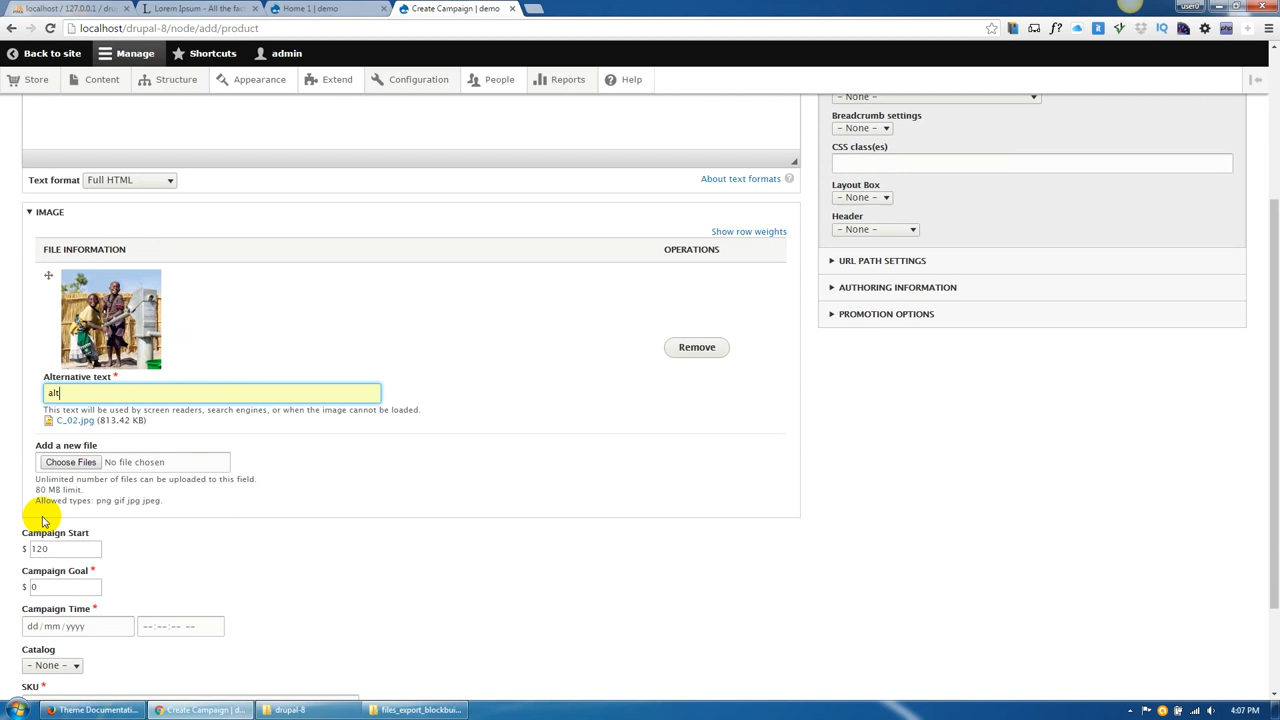 localhost / 127.0.0.1 / dru
Lorem Ipsum - All the fact
Home 1 | demo
Create Campaign | demo
user0
localhost/drupal-8/node/add/product
Back to site
Manage
Shortcuts
admin
Store
Content
Structure
Appearance
Extend
Configuration
People
Reports
Help
- None -
Breadcrumb settings
- None -
CSS class(es)
Text format
Full HTML
About text formats
Layout Box
- None -
IMAGE
Header
- None -
Show row weights
FILE INFORMATION
OPERATIONS
URL PATH SETTINGS
AUTHORING INFORMATION
PROMOTION OPTIONS
Remove
Alternative text *
alt
This text will be used by screen readers, search engines, or when the image cannot be loaded.
C_02.jpg (813.42 KB)
Add a new file
Choose Files No file chosen
Unlimited number of files can be uploaded to this field.
80 MB limit.
Allowed types: png gif jpg jpeg.
Campaign Start
$ 120
Campaign Goal *
$ 0
Campaign Time *
dd/mm/yyyy --:--:-- --
Catalog
- None -
SKU *
Theme Documentati...
Create Campaign | d...
drupal-8
files_export_blockbui...
4:07 PM